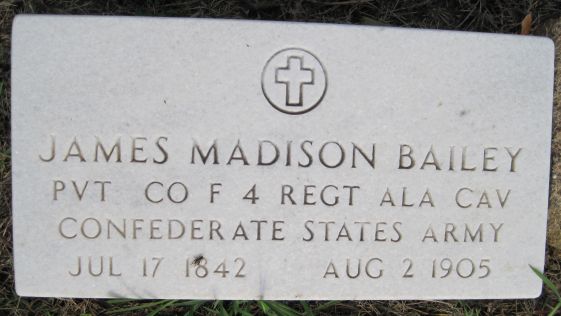 JAMES MADISON BAILEY
PVT CO F 4 REGT ALA CAV
CONFEDERATE STATES ARMY
JUL 17 1842 AUG 2 1905